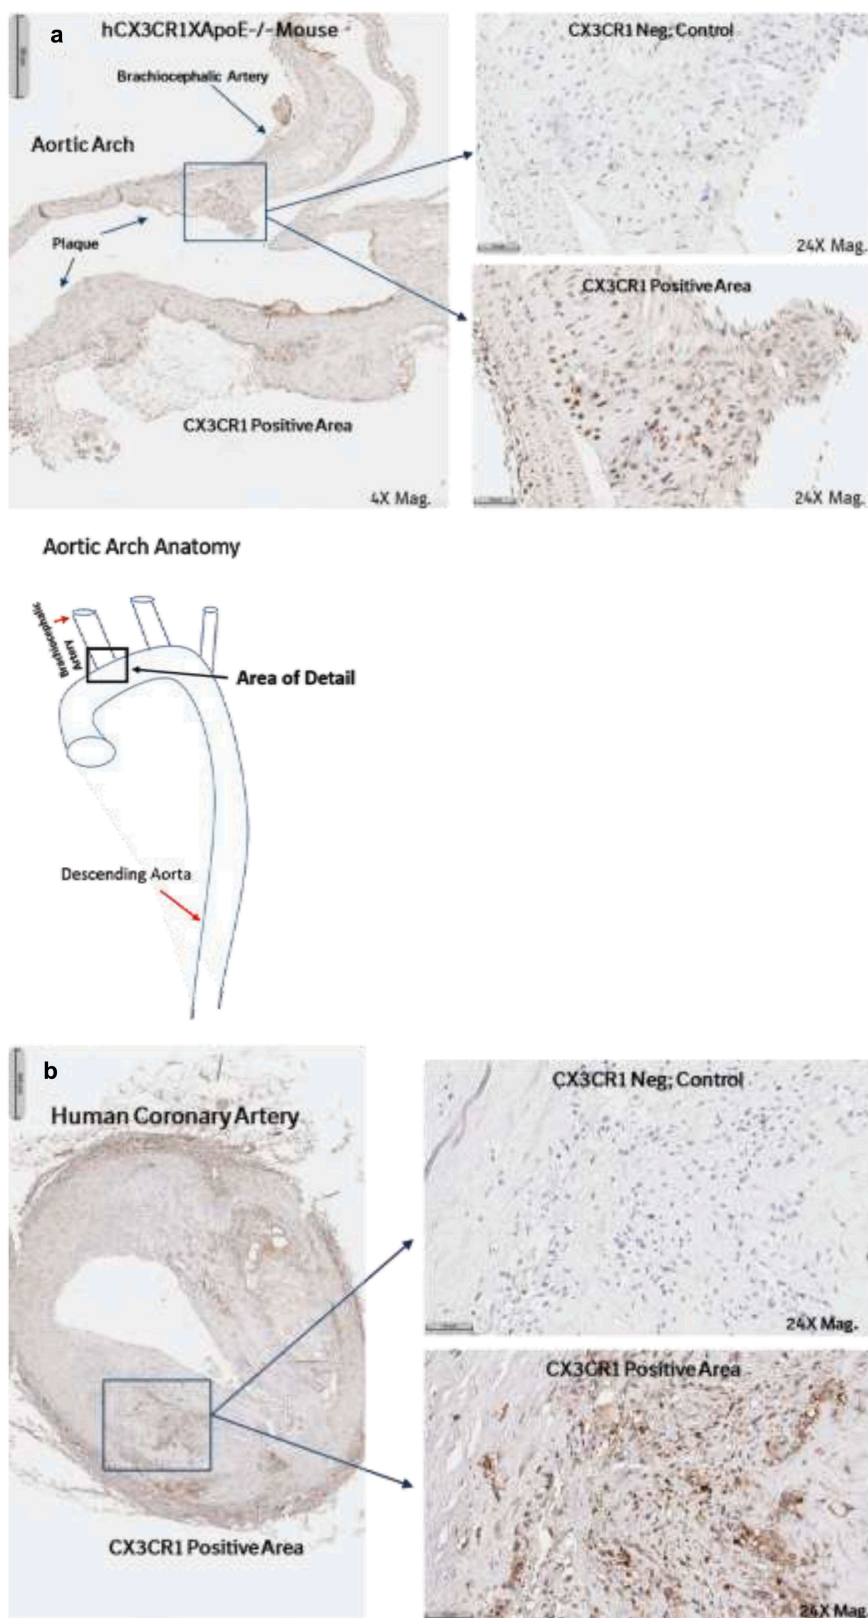 a
hCX3CR1XApoE-/-Mouse
Brachiocephalic Artery
Aortic Arch
Plaque
CX3CR1 Positive Area
4X Mag.
CX3CR1 Neg; Control
24X Mag.
CX3CR1 Positive Area
24X Mag.
Aortic Arch Anatomy
Brachiocephalic
Artery
Area of Detail
Descending Aorta
b
Human Coronary Artery
CX3CR1 Positive Area
CX3CR1 Neg; Control
24X Mag.
CX3CR1 Positive Area
24X Mag